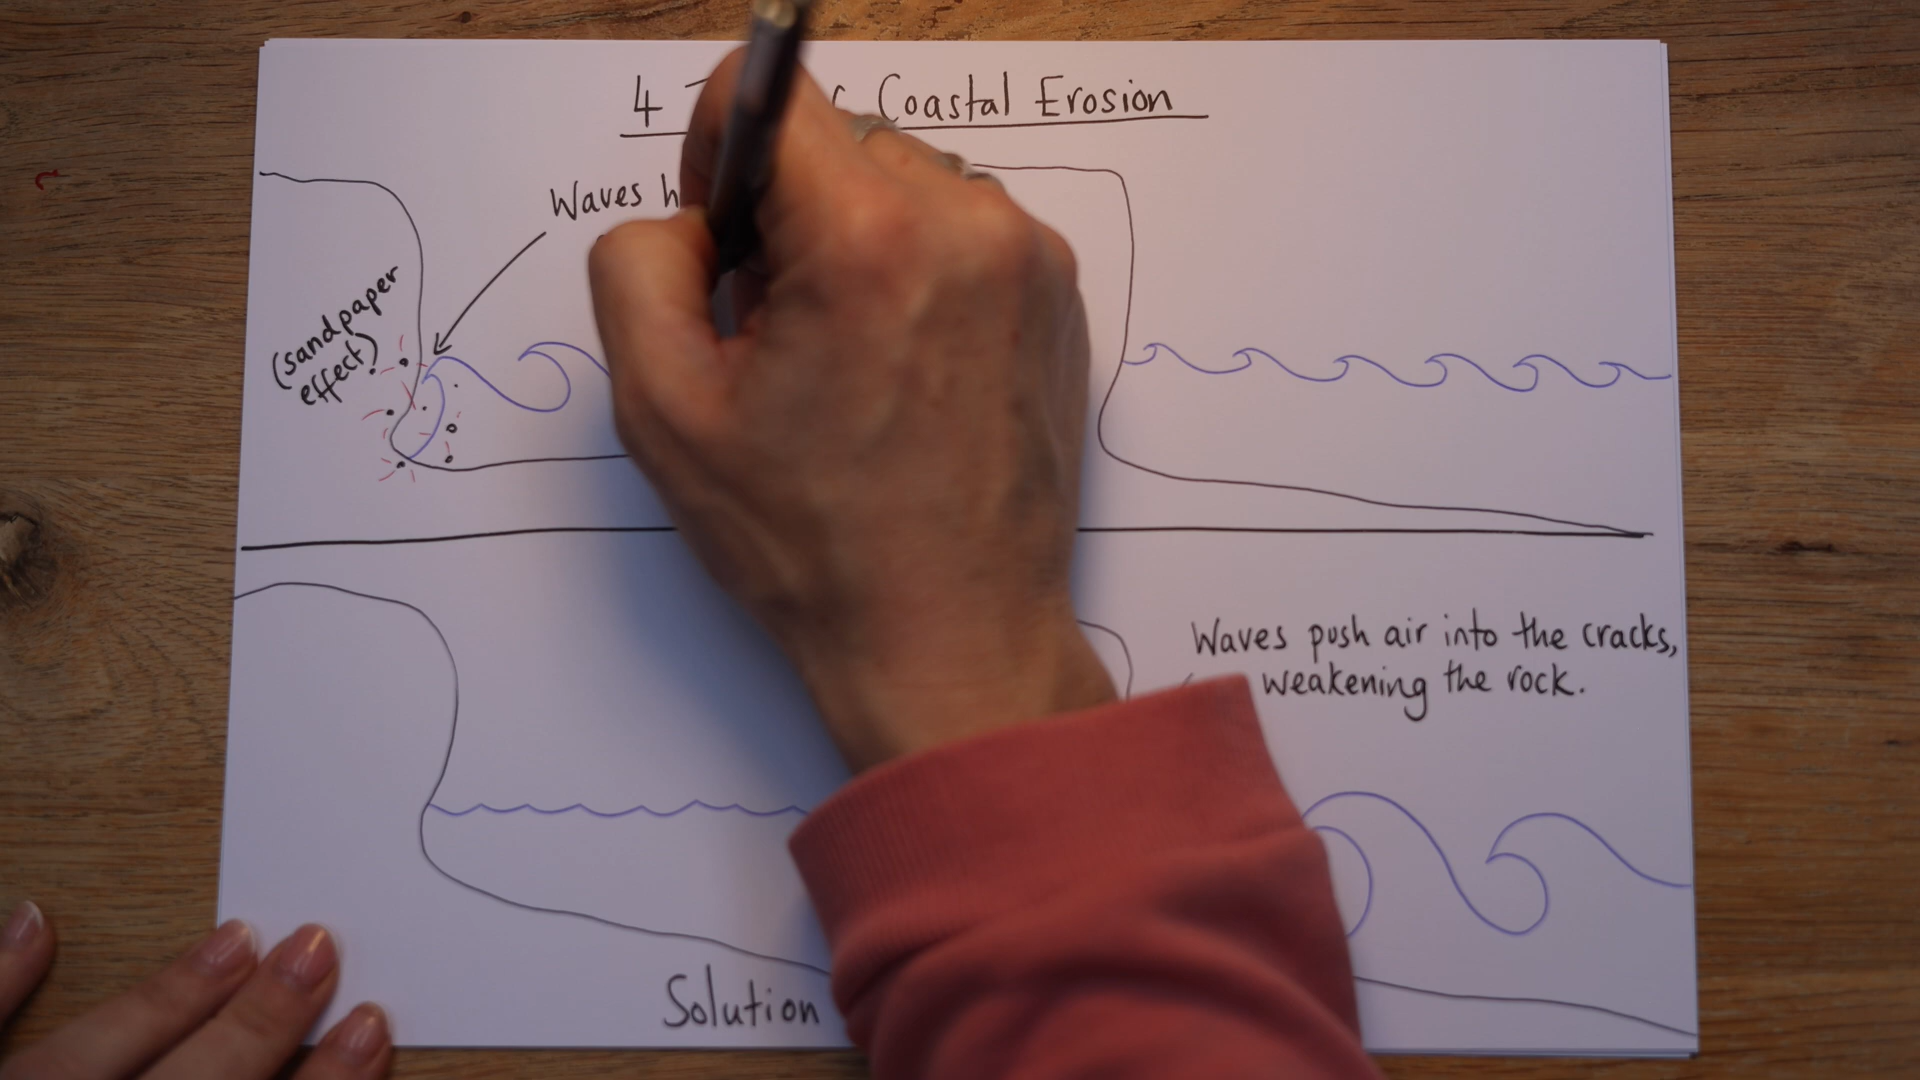 4 Coastal Erosion
Waves
(sandpaper
effect)
Waves push air into the cracks,
weakening the rock.
Solution